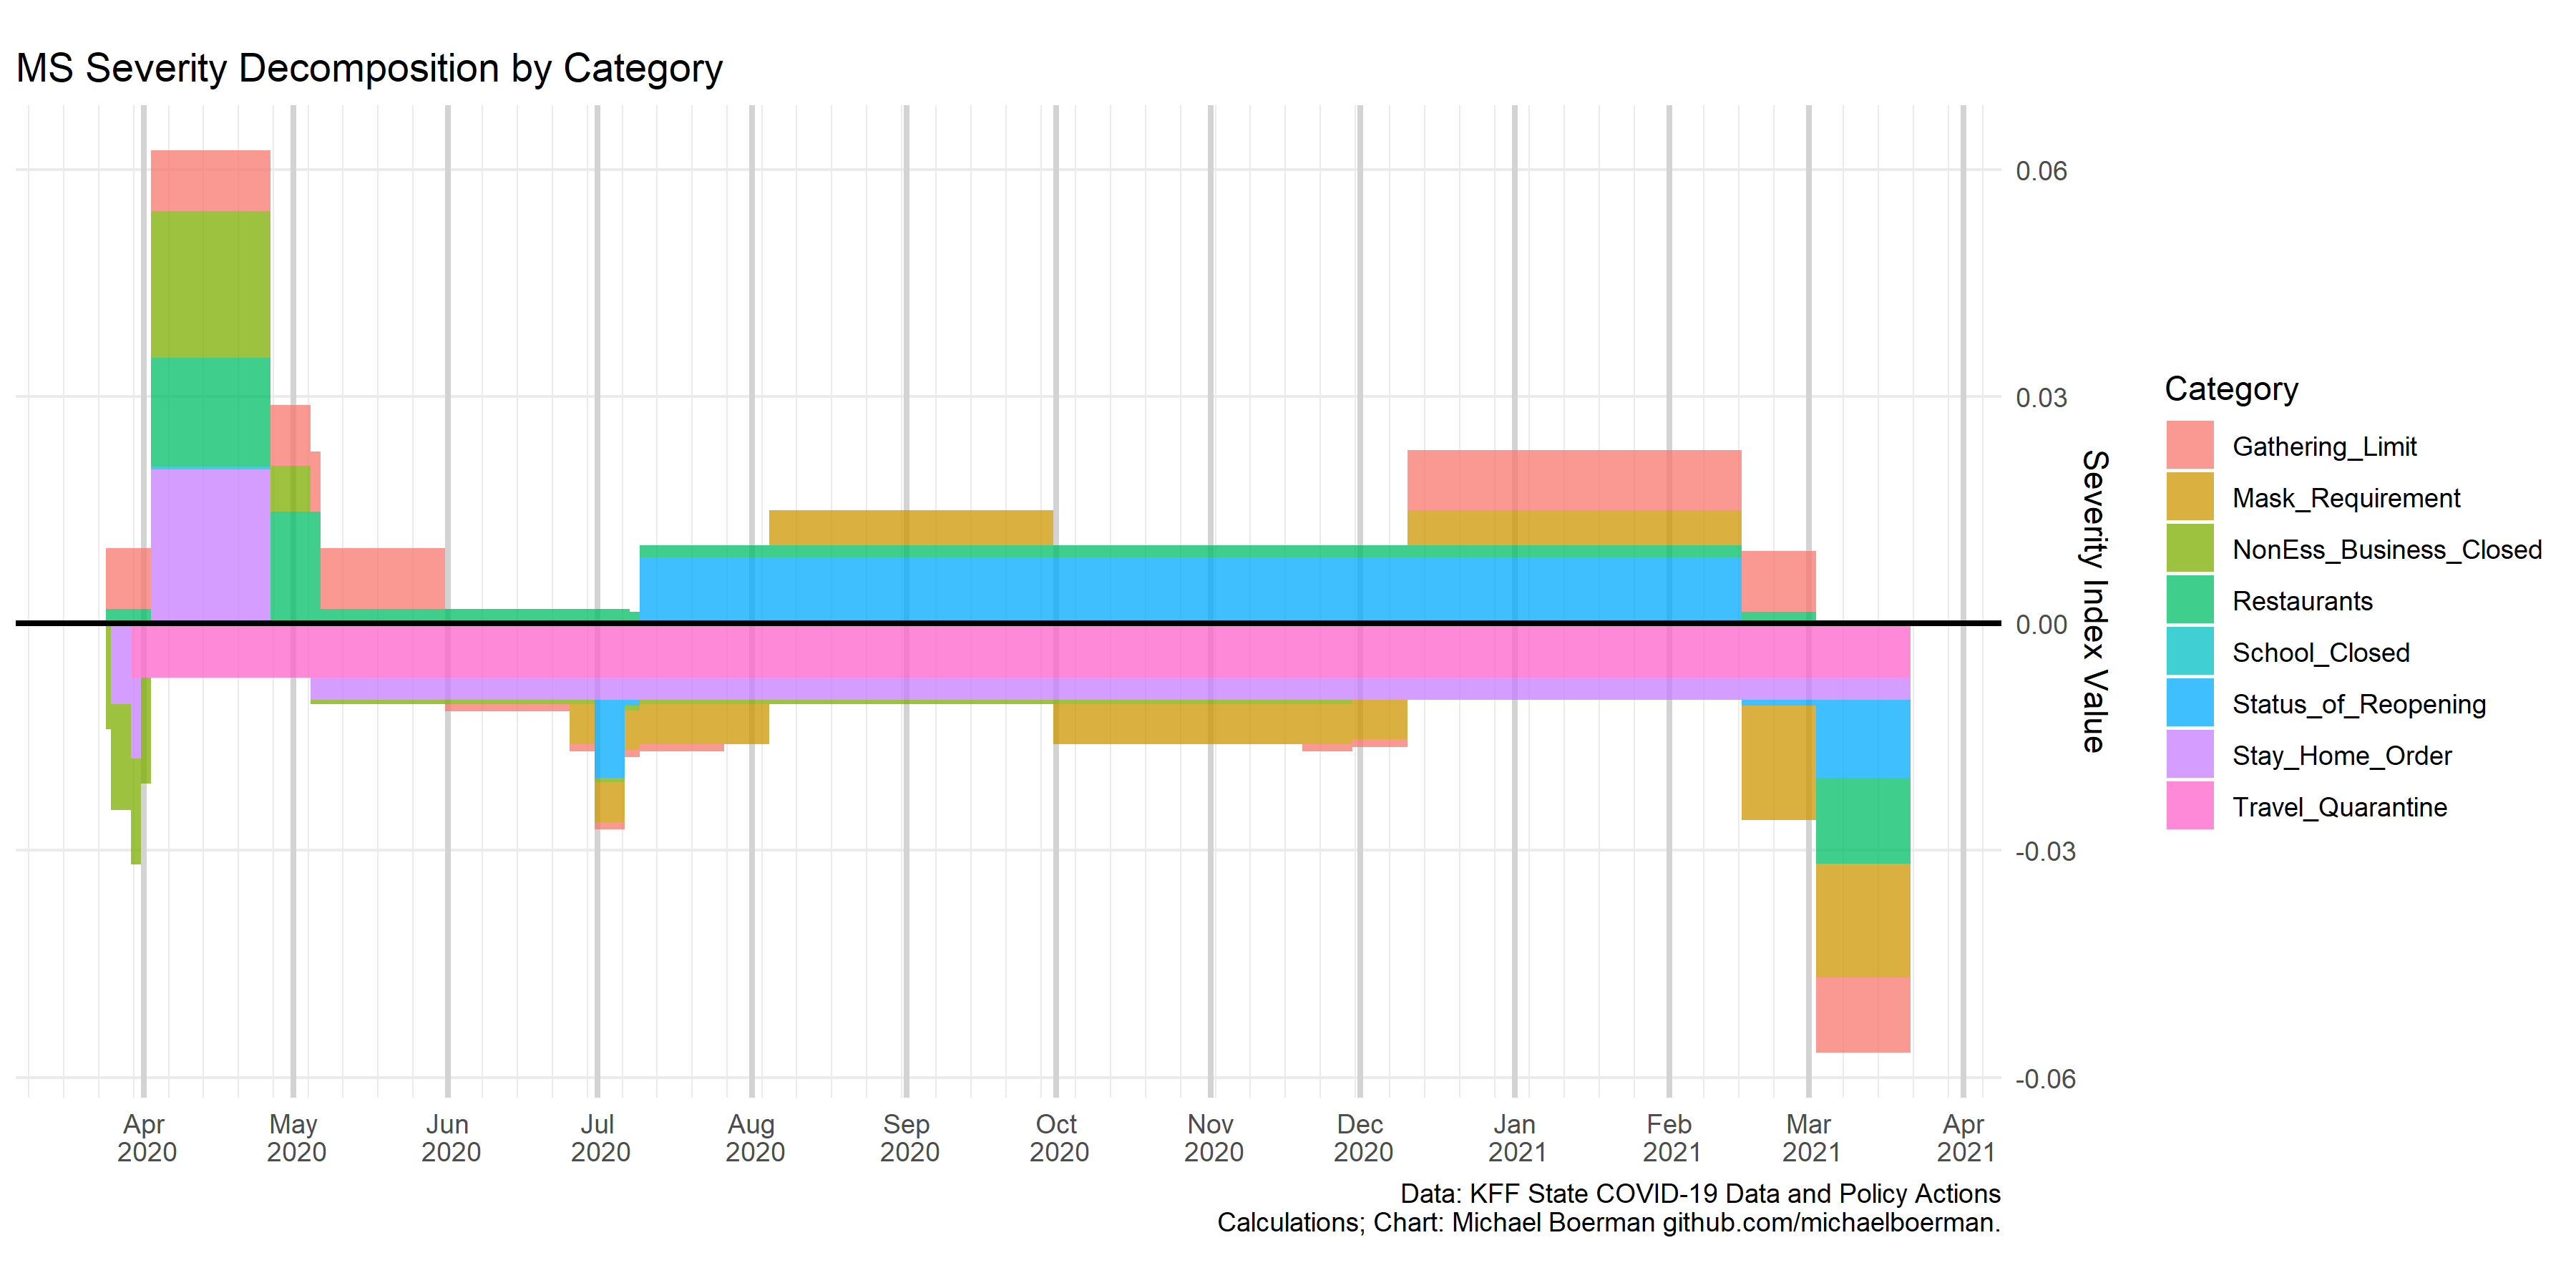 MS Severity Decomposition by Category
0.06
0.03
0.00
-0.03
-0.06
Severity Index Value
Apr 2020
May 2020
Jun 2020
Jul 2020
Aug 2020
Sep 2020
Oct 2020
Nov 2020
Dec 2020
Jan 2021
Feb 2021
Mar 2021
Apr 2021
Category
Gathering_Limit
Mask_Requirement
NonEss_Business_Closed
Restaurants
School_Closed
Status_of_Reopening
Stay_Home_Order
Travel_Quarantine
Data: KFF State COVID-19 Data and Policy Actions
Calculations; Chart: Michael Boerman github.com/michaelboerman.